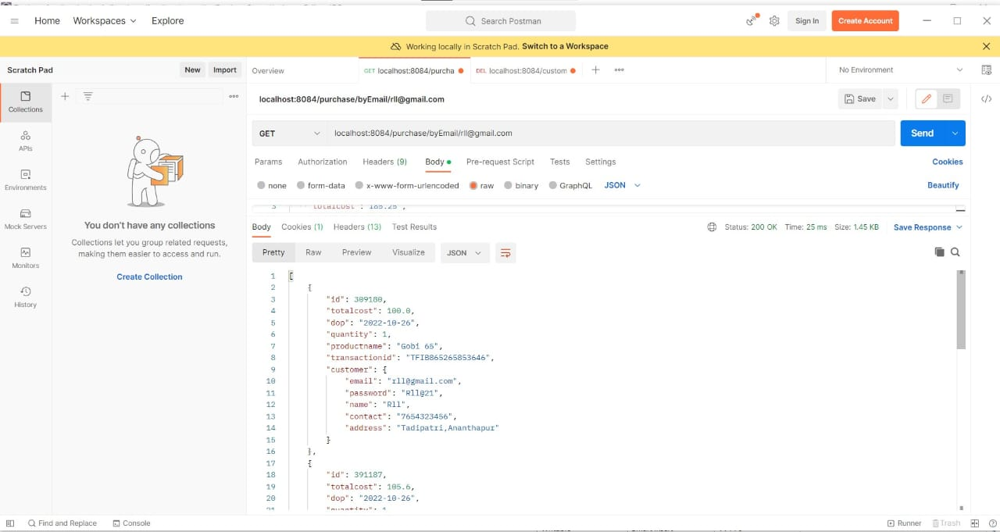 Home Workspaces Explore Search Postman Sign In Create Account
Working locally in Scratch Pad. Switch to a Workspace
Scratch Pad New Import Overview GET localhost:8084/purcha DEL localhost:8084/custom No Environment
Collections
APIs
Environments
Mock Servers
Monitors
History
You don't have any collections
Collections let you group related requests,
making them easier to access and run.
Create Collection
localhost:8084/purchase/byEmail/rll@gmail.com Save
GET localhost:8084/purchase/byEmail/rll@gmail.com Send
Params Authorization Headers (9) Body Pre-request Script Tests Settings Cookies
none form-data x-www-form-urlencoded raw binary GraphQL JSON Beautify
Body Cookies (1) Headers (13) Test Results Status: 200 OK Time: 25 ms Size: 1.45 KB Save Response
Pretty Raw Preview Visualize JSON
1 [
2 {
3 "id": 309180,
4 "totalcost": 100.0,
5 "dop": "2022-10-26",
6 "quantity": 1,
7 "productname": "Gobi 65",
8 "transactionid": "TFIB865265853646",
9 "customer": {
10 "email": "rll@gmail.com",
11 "password": "Rll@21",
12 "name": "Rll",
13 "contact": "7654323456",
14 "address": "Tadipatri,Ananthapur"
15 }
16 },
17 {
18 "id": 391187,
19 "totalcost": 105.6,
20 "dop": "2022-10-26",
Find and Replace Console Runner Trash